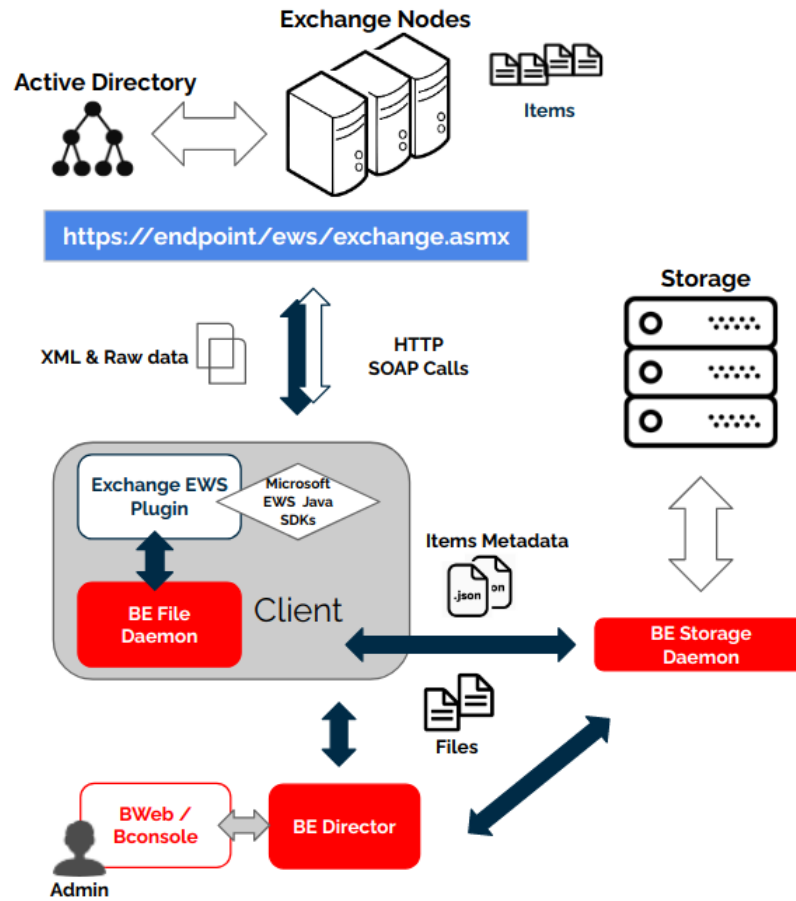 Exchange Nodes
Active Directory
Items
https://endpoint/ews/exchange.asmx
Storage
XML & Raw data
HTTP
SOAP Calls
Exchange EWS
Plugin
Microsoft
EWS Java
SDKs
Items Metadata
.json
on
BE File
Daemon
Client
BE Storage
Daemon
Files
BWeb /
Bconsole
BE Director
Admin